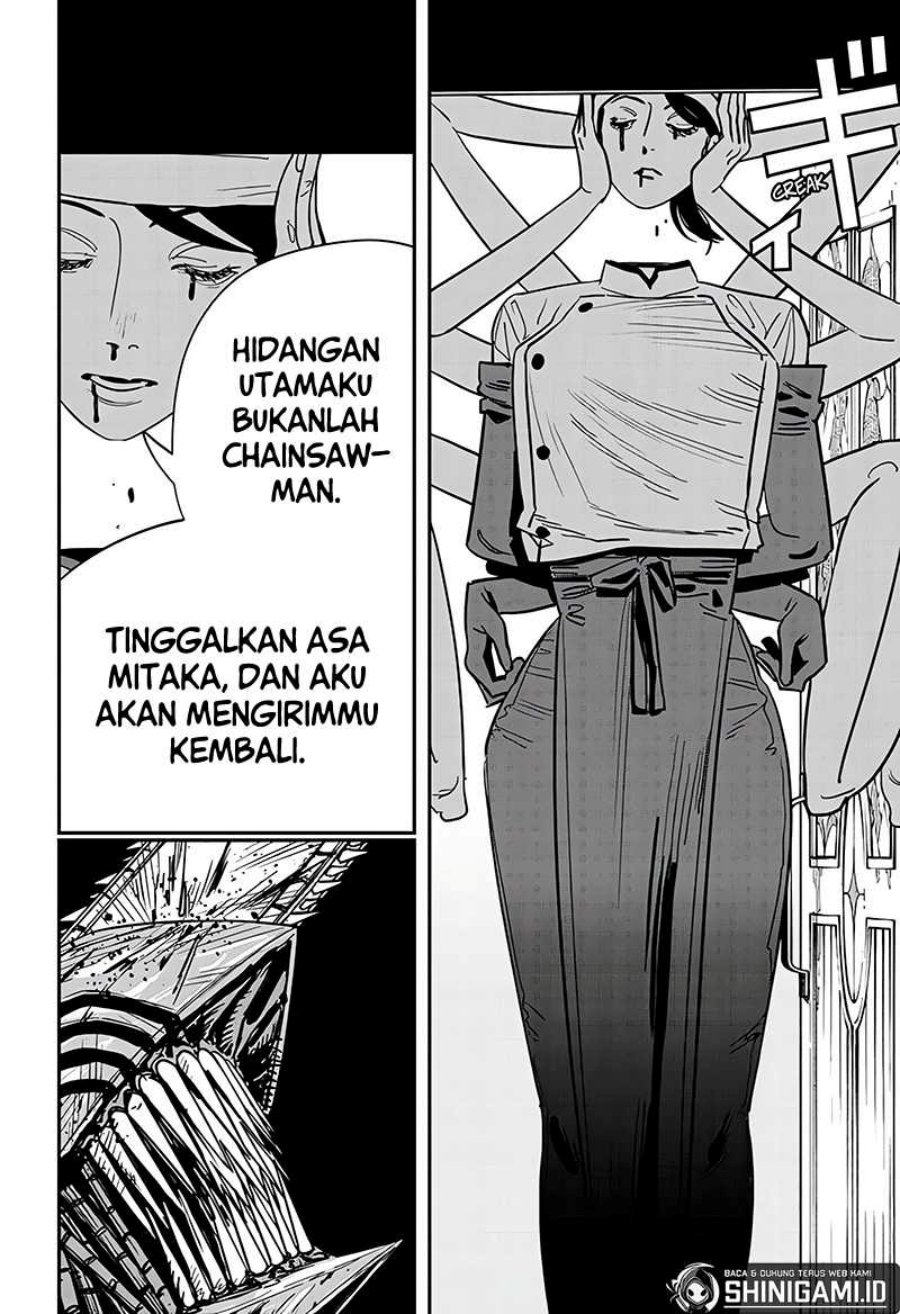 ギィ
CREAK
HIDANGAN
UTAMAKU
BUKANLAH
CHAINSAW-
MAN.
TINGGALKAN ASA
MITAKA, DAN AKU
AKAN MENGIRIMMU
KEMBALI.
BACA & DUKUNG TERUS WEB KAMI
SHINIGAMI.ID